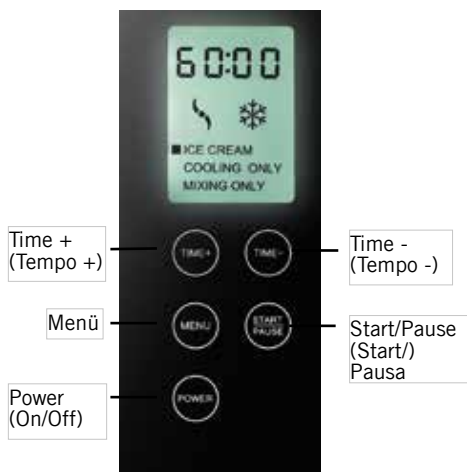 60:00
ICE CREAM
COOLING ONLY
MIXING ONLY
Time +
(Tempo +)
TIME+
TIME-
Time -
(Tempo -)
Menü
MENU
START
PAUSE
Start/Pause
(Start/)
Pausa
Power
(On/Off)
POWER